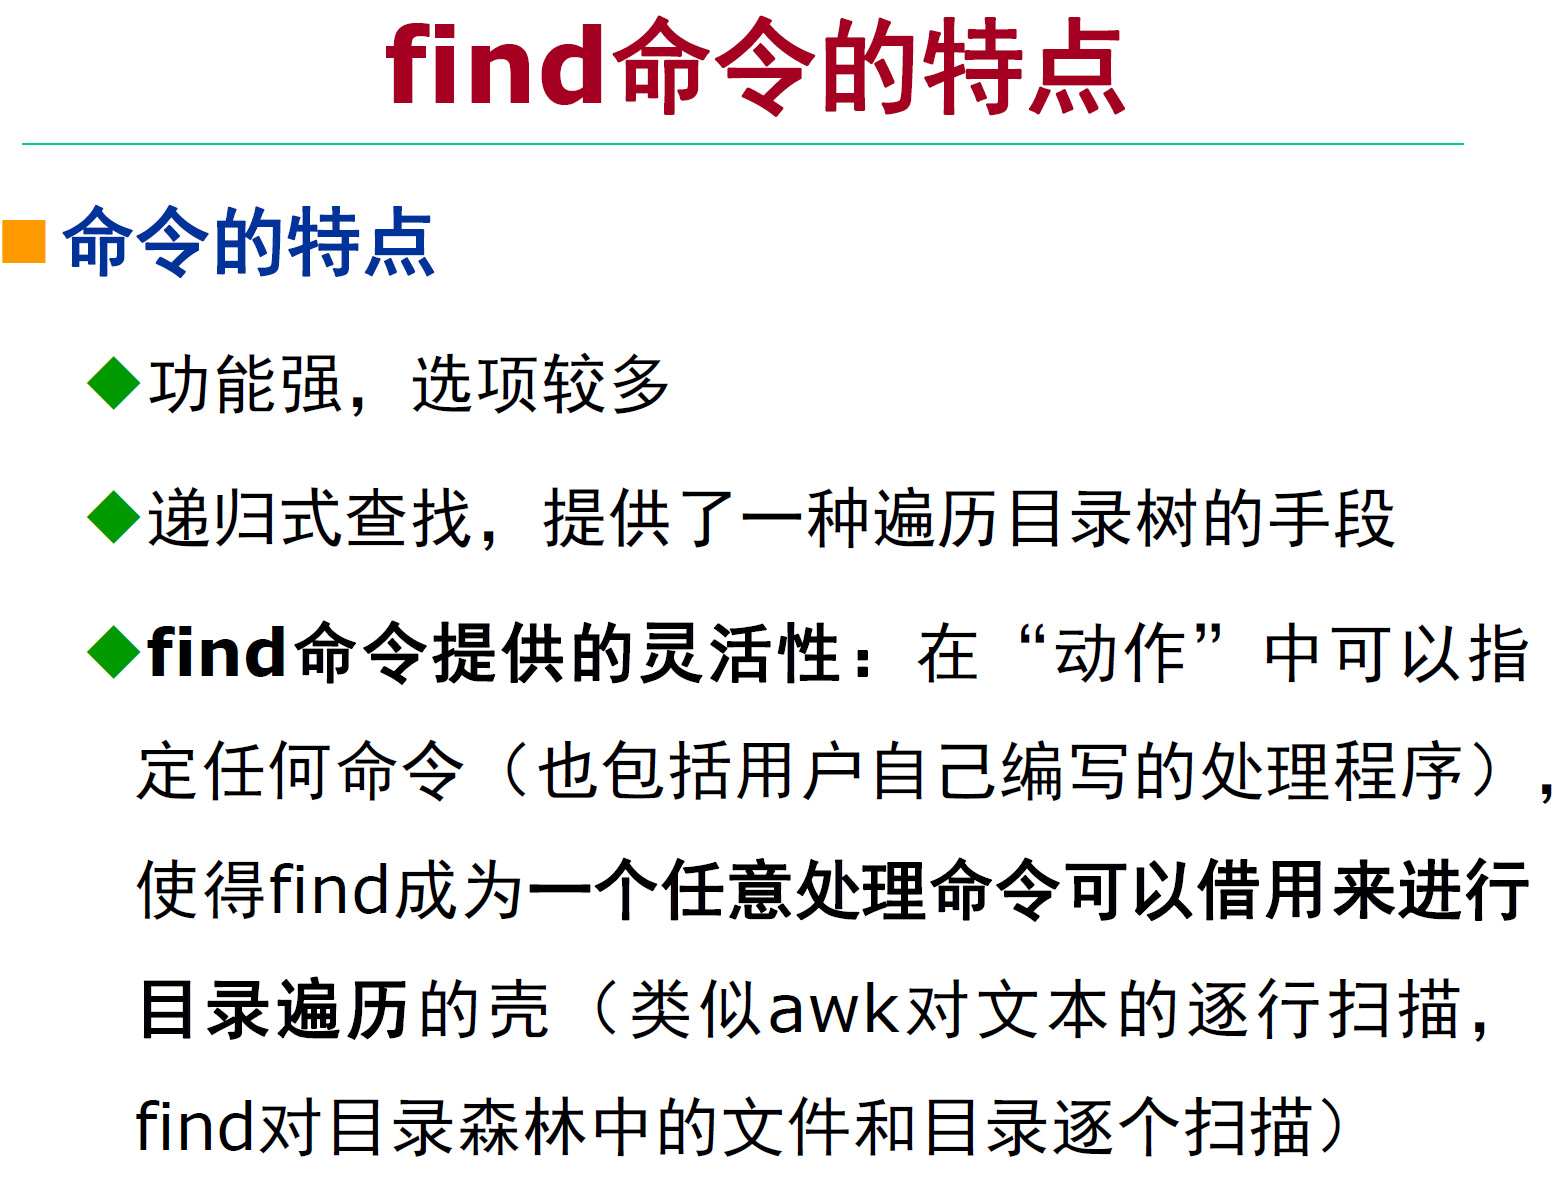 find命令的特点
命令的特点
功能强，选项较多
递归式查找，提供了一种遍历目录树的手段
find命令提供的灵活性：在“动作”中可以指
定任何命令（也包括用户自己编写的处理程序），
使得find成为一个任意处理命令可以借用来进行
目录遍历的壳（类似awk对文本的逐行扫描，
find对目录森林中的文件和目录逐个扫描）